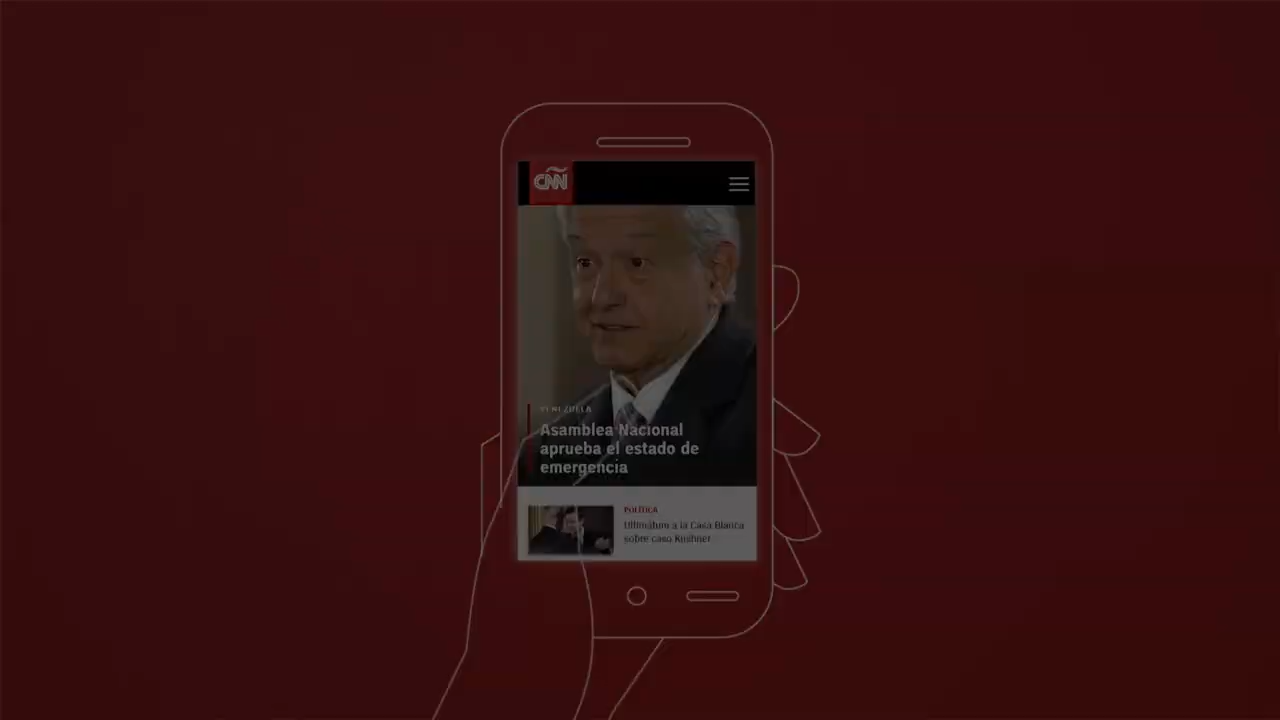 CNN
VENEZUELA
Asamblea Nacional
aprueba el estado de
emergencia
POLÍTICA
Ultimátum a la Casa Blanca
sobre caso Kushner